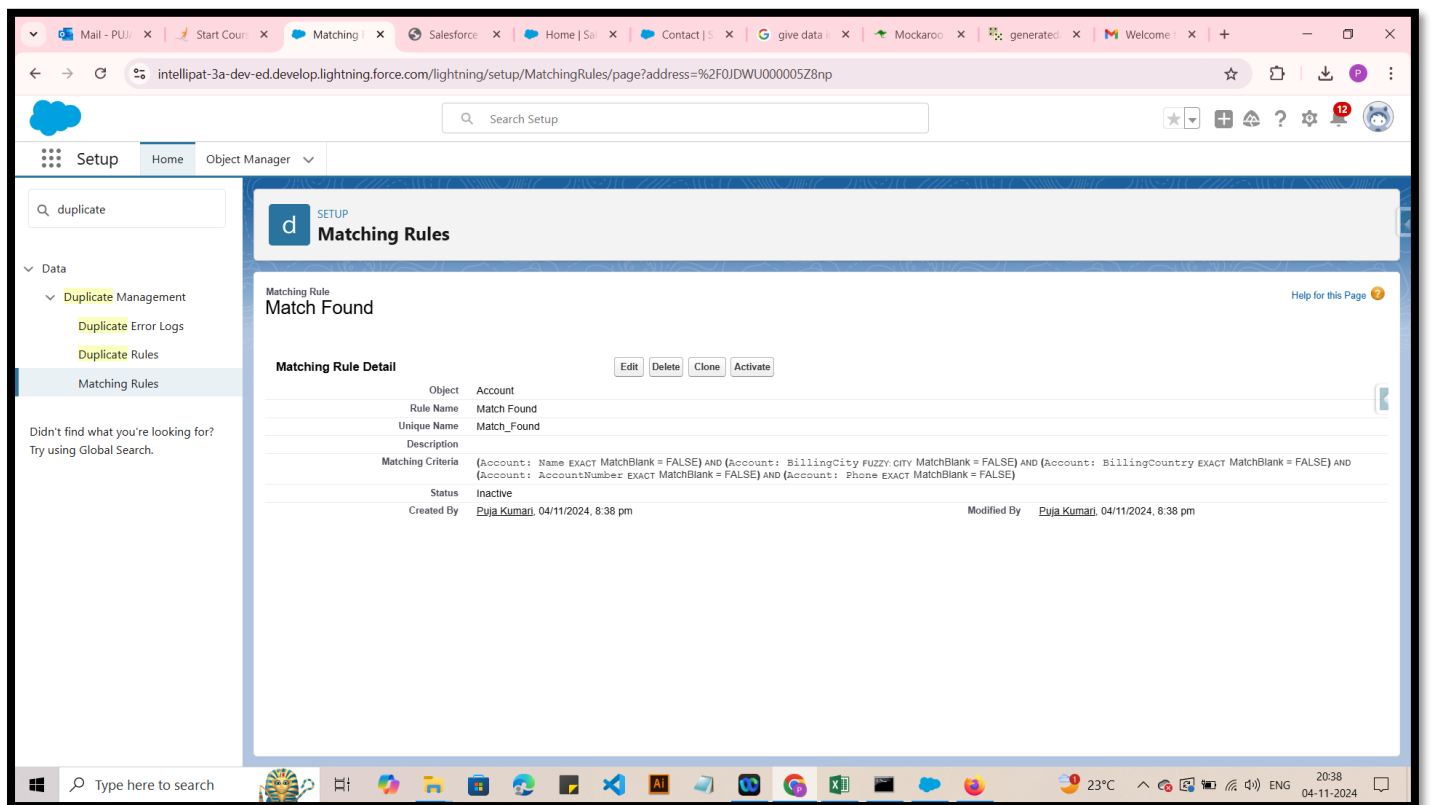 Mail - PUJ
Start Cour
Matching
Salesforce
Home | Sal
Contact | S
give data i
Mockaroo
generated
Welcome t
intellipat-3a-dev-ed.develop.lightning.force.com/lightning/setup/MatchingRules/page?address=%2F0JDWU000005Z8np
P
Search Setup
12
Setup
Home
Object Manager
duplicate
d
SETUP
Matching Rules
Data
Duplicate Management
Duplicate Error Logs
Duplicate Rules
Matching Rules
Didn't find what you're looking for?
Try using Global Search.
Matching Rule
Match Found
Help for this Page ?
Matching Rule Detail
Edit Delete Clone Activate
Object Account
Rule Name Match Found
Unique Name Match_Found
Description
Matching Criteria (Account: Name EXACT MatchBlank = FALSE) AND (Account: BillingCity FUZZY: CITY MatchBlank = FALSE) AND (Account: BillingCountry EXACT MatchBlank = FALSE) AND
(Account: AccountNumber EXACT MatchBlank = FALSE) AND (Account: Phone EXACT MatchBlank = FALSE)
Status Inactive
Created By Puja Kumari, 04/11/2024, 8:38 pm Modified By Puja Kumari, 04/11/2024, 8:38 pm
Type here to search
Ai
23°C
ENG
20:38
04-11-2024